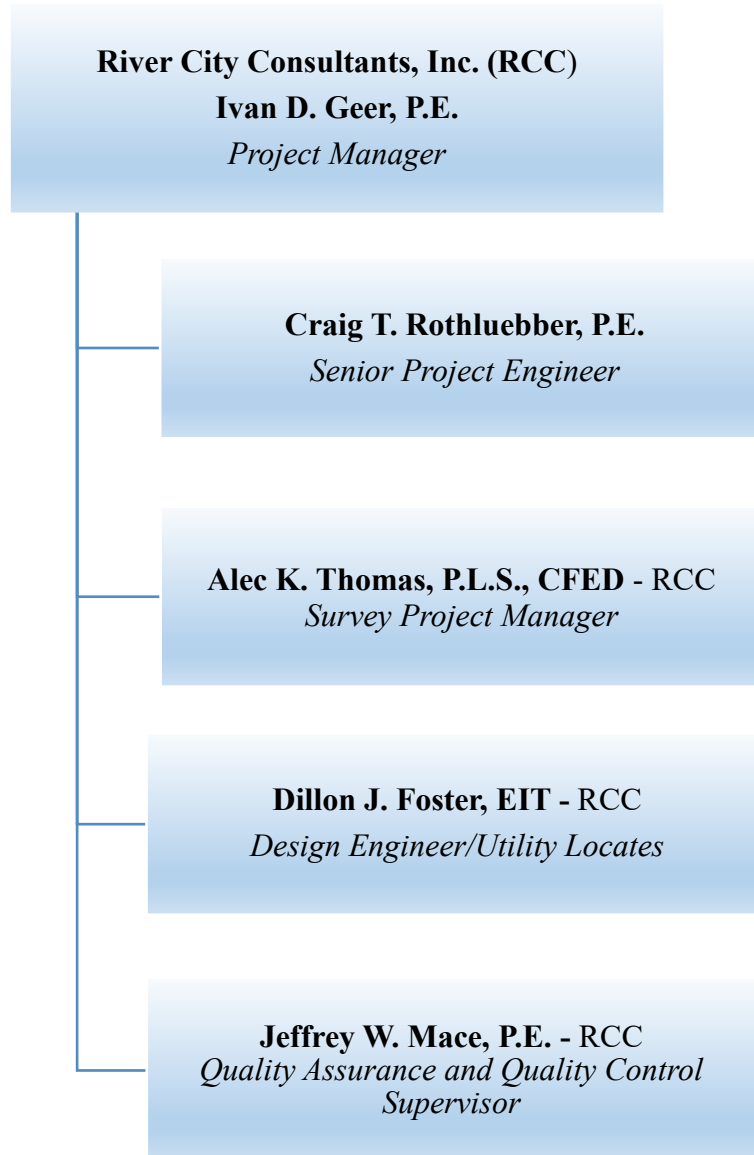 River City Consultants, Inc. (RCC)
Ivan D. Geer, P.E.
Project Manager
Craig T. Rothluebber, P.E.
Senior Project Engineer
Alec K. Thomas, P.L.S., CFED - RCC
Survey Project Manager
Dillon J. Foster, EIT - RCC
Design Engineer/Utility Locates
Jeffrey W. Mace, P.E. - RCC
Quality Assurance and Quality Control
Supervisor